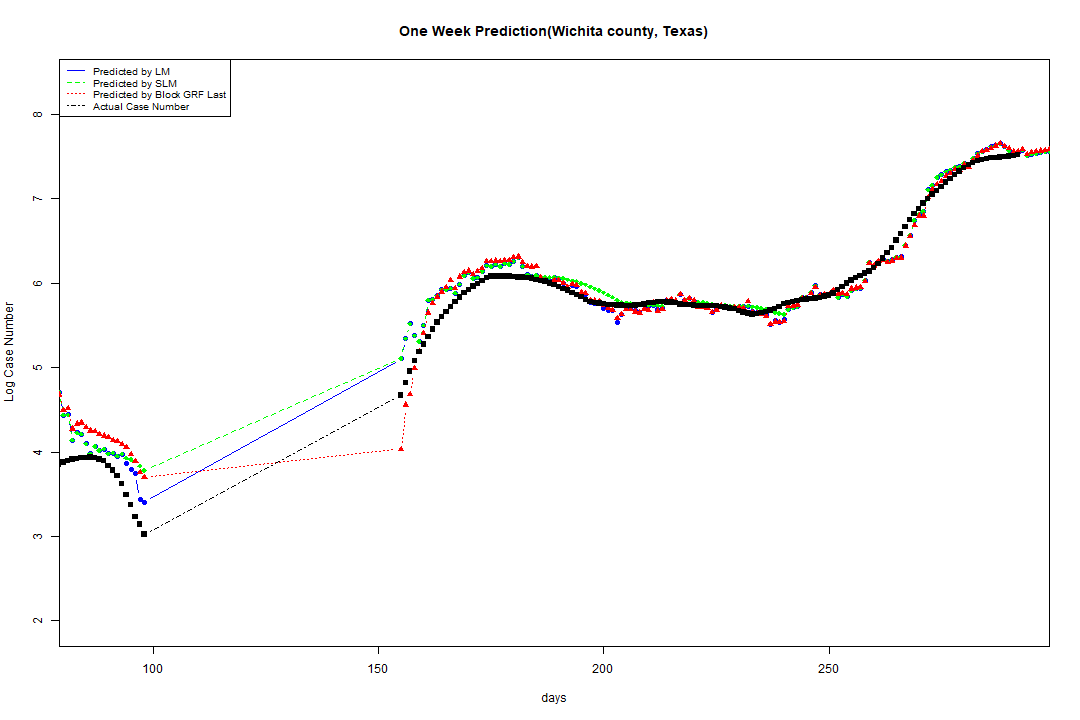 One Week Prediction(Wichita county, Texas)
Predicted by LM
Predicted by SLM
Predicted by Block GRF Last
Actual Case Number
8
7
6
5
4
3
2
Log Case Number
100 150 200 250
days